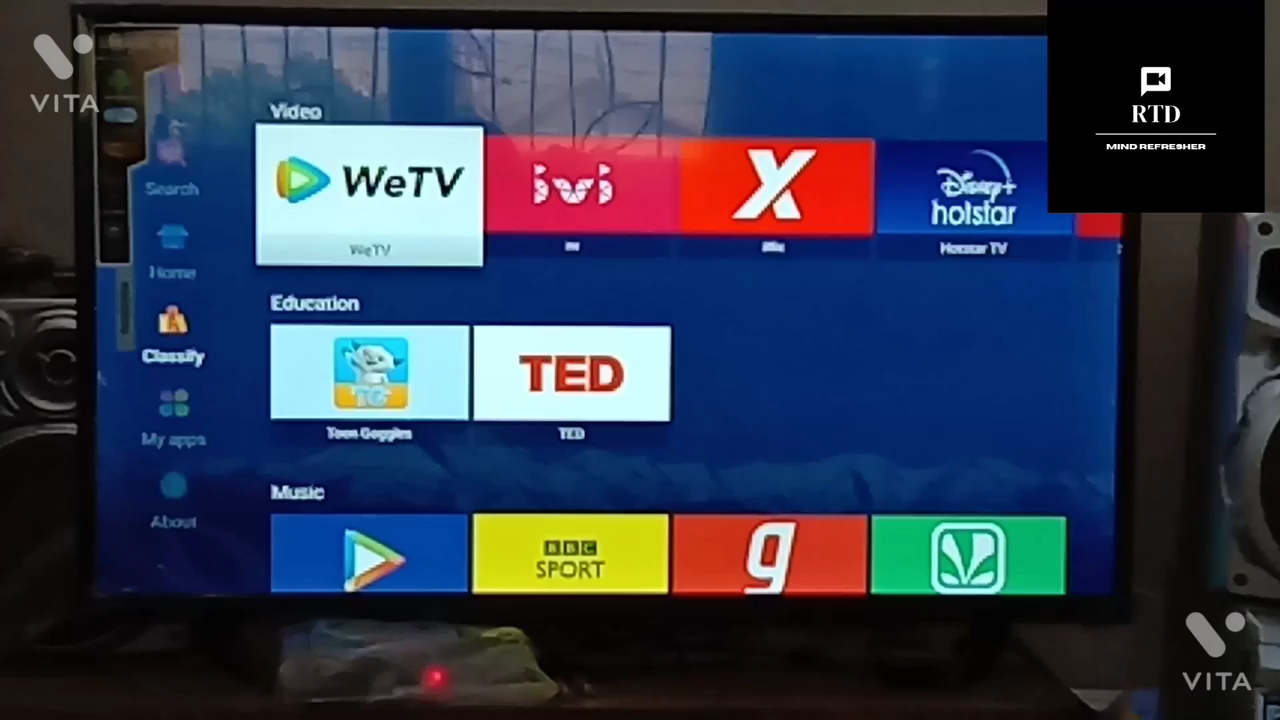 VITA
RTD
MIND REFRESHER
Video
WeTV
WeTV
ivi
X
Disney+
hotstar
Hotstar TV
Search
Home
Education
Classify
TG
TED
My apps
Toon Goggles
TED
Music
About
BBC
SPORT
g
VITA